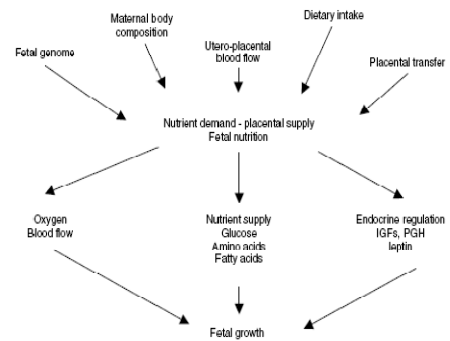 Maternal body
composition
Dietary intake
Utero-placental
blood flow
Fetal genome
Placental transfer
Nutrient demand - placental supply
Fetal nutrition
Oxygen
Blood flow
Nutrient supply
Glucose
Amino acids
Fatty acids
Endocrine regulation
IGFs, PGH
leptin
Fetal growth